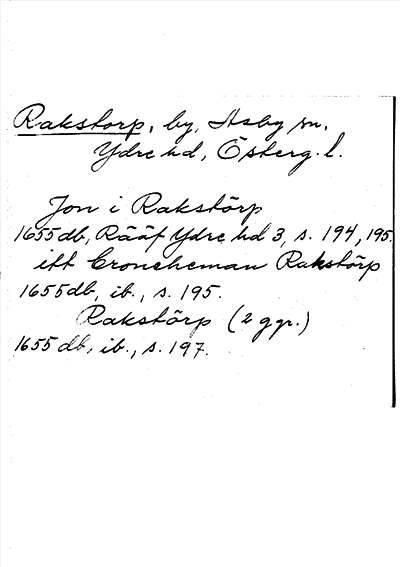 Rakstorp, by, Asby sn,
Ydre hd, Österg. l.
Jon i Rakstörp
1655 db, Rääf Ydre hd 3, s. 194, 195.
itt Croneheman Rakstörp
1655 db, ib., s. 195.
Rakstörp (2 ggr.)
1655 db, ib., s. 197.